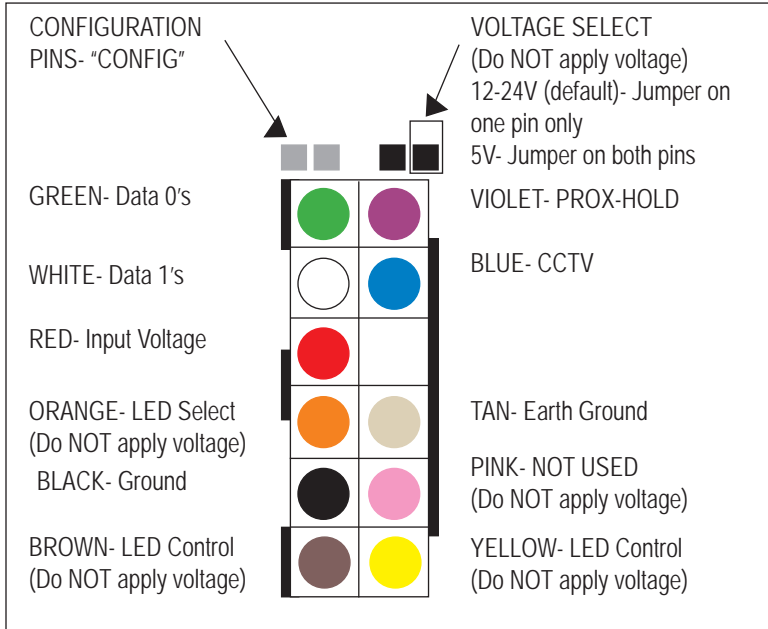 CONFIGURATION
PINS- “CONFIG”
VOLTAGE SELECT
(Do NOT apply voltage)
12-24V (default)- Jumper on
one pin only
5V- Jumper on both pins
GREEN- Data 0's
VIOLET- PROX-HOLD
WHITE- Data 1's
BLUE- CCTV
RED- Input Voltage
ORANGE- LED Select
(Do NOT apply voltage)
TAN- Earth Ground
BLACK- Ground
PINK- NOT USED
(Do NOT apply voltage)
BROWN- LED Control
(Do NOT apply voltage)
YELLOW- LED Control
(Do NOT apply voltage)